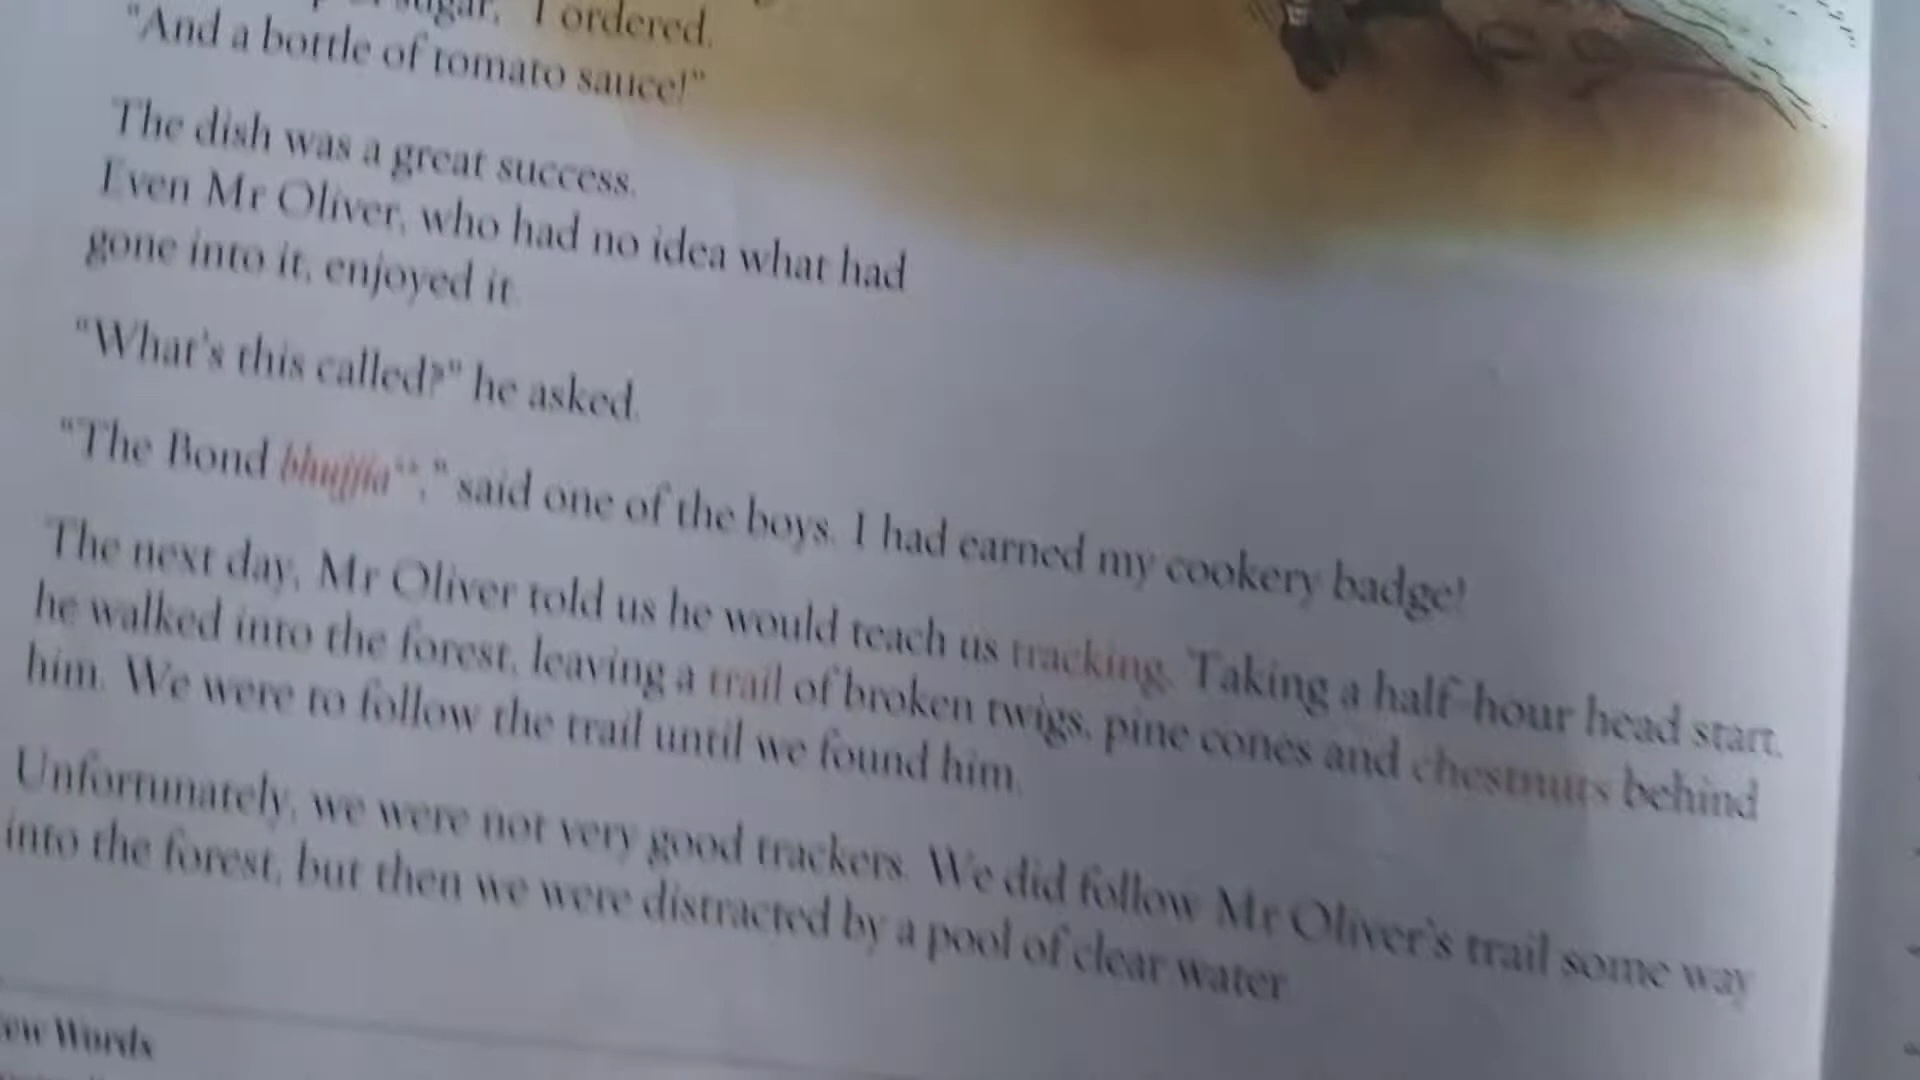 sugar," I ordered.
"And a bottle of tomato sauce!"
The dish was a great success.
Even Mr Oliver, who had no idea what had
gone into it, enjoyed it.
"What's this called?" he asked.
"The Bond bhujjia**," said one of the boys. I had earned my cookery badge!
The next day, Mr Oliver told us he would teach us tracking. Taking a half-hour head start,
he walked into the forest, leaving a trail of broken twigs, pine cones and chestnuts behind
him. We were to follow the trail until we found him.
Unfortunately, we were not very good trackers. We did follow Mr Oliver's trail some way
into the forest, but then we were distracted by a pool of clear water
Words